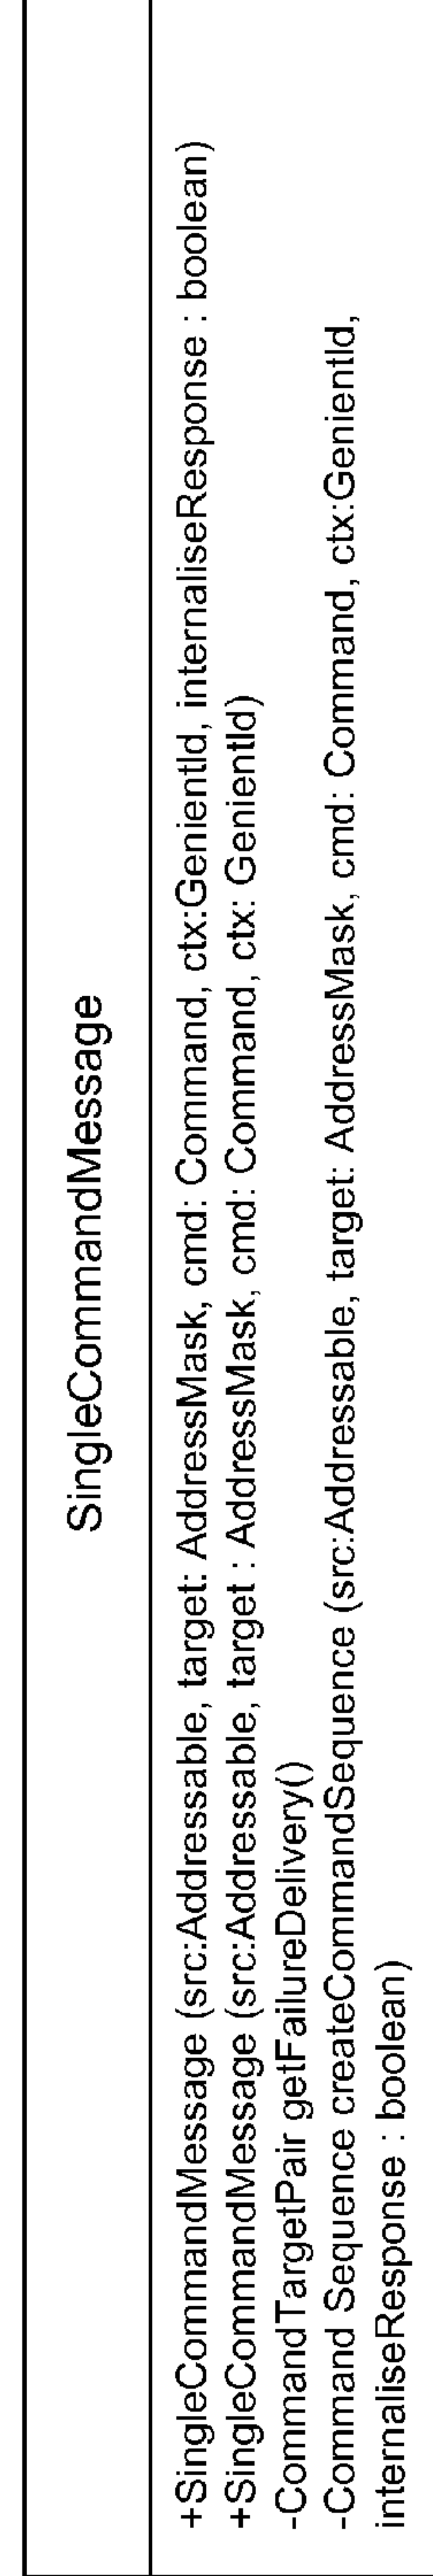 SingleCommandMessage
+SingleCommandMessage (src:Addressable, target: AddressMask, cmd: Command, ctx:GenientId, internaliseResponse : boolean)
+SingleCommandMessage (src:Addressable, target : AddressMask, cmd: Command, ctx: GenientId)
-CommandTargetPair getFailureDelivery()
-Command Sequence createCommandSequence (src:Addressable, target: AddressMask, cmd: Command, ctx:GenientId,
internaliseResponse : boolean)